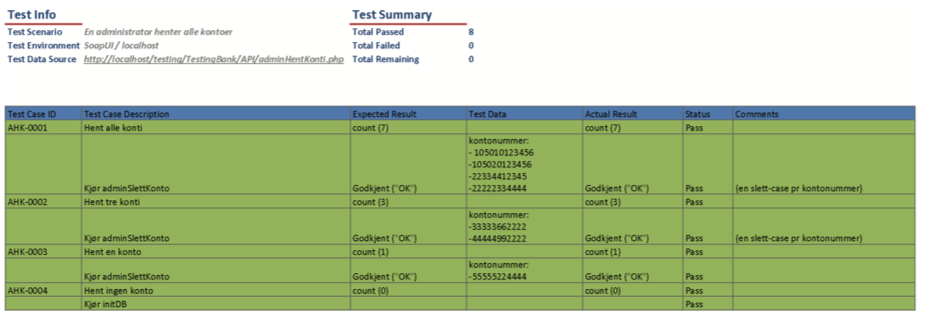 Test Info Test Summary
Test Scenario En administrator henter alle kontoer Total Passed 8
Test Environment SoapUI / localhost Total Failed 0
Test Data Source http://localhost/testing/TestingBank/API/adminHentKonti.php Total Remaining 0
Test Case ID Test Case Description Expected Result Test Data Actual Result Status Comments
AHK-0001 Hent alle konti count (7) count (7) Pass
kontonummer:
- 105010123456
-105020123456
-22334412345
Kjør adminSlettKonto Godkjent ("OK") -22222334444 Godkjent ("OK") Pass (en slett-case pr kontonummer)
AHK-0002 Hent tre konti count (3) count (3) Pass
kontonummer:
-33333662222
Kjør adminSlettKonto Godkjent ("OK") -44444992222 Godkjent ("OK") Pass (en slett-case pr kontonummer)
AHK-0003 Hent en konto count (1) count (1) Pass
kontonummer:
Kjør adminSlettKonto Godkjent ("OK") -55555224444 Godkjent ("OK") Pass
AHK-0004 Hent ingen konto count (0) count (0) Pass
Kjør initDB Pass